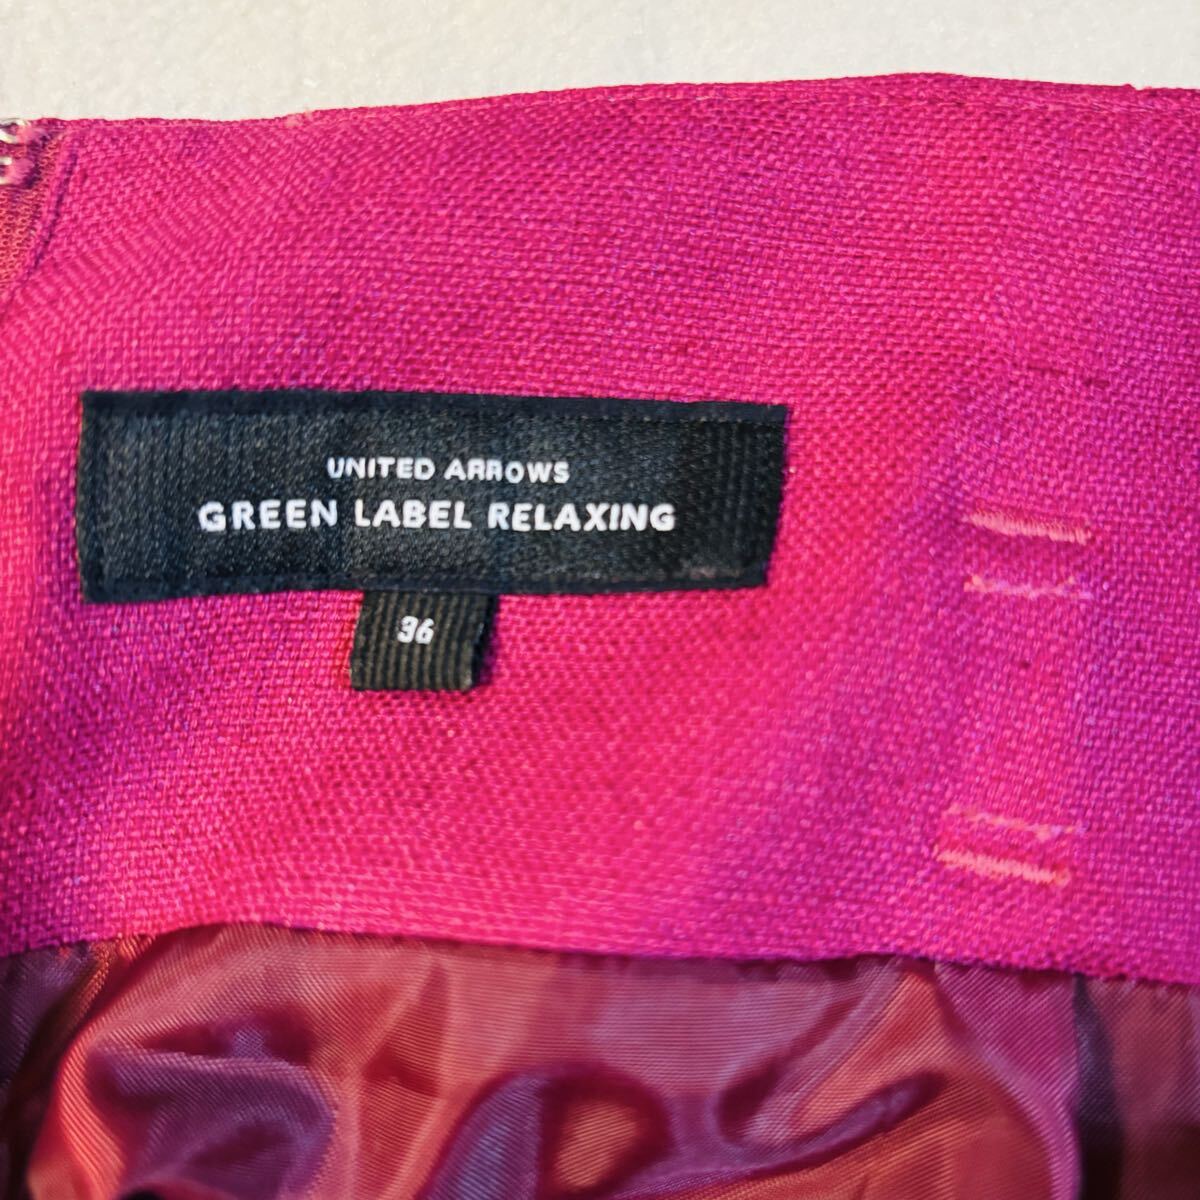 UNITED ARROWS
GREEN LABEL RELAXING
36